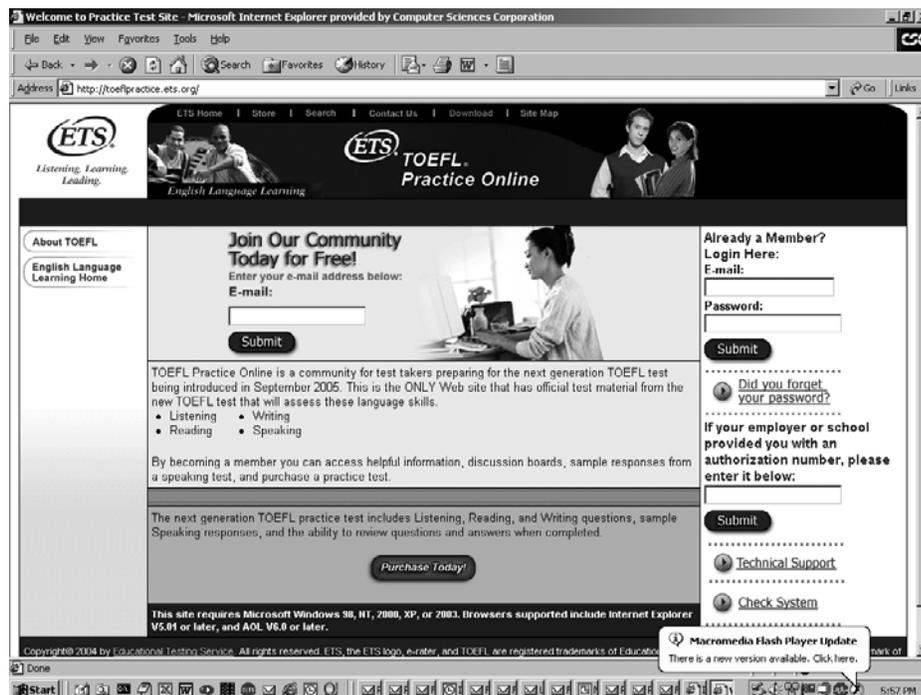 Welcome to Practice Test Site - Microsoft Internet Explorer provided by Computer Sciences Corporation
File Edit View Favorites Tools Help
Back Search Favorites History
Address http://toeflpractice.ets.org/ Go Links
ETS Home | Store | Search | Contact Us | Download | Site Map
ETS
Listening. Learning.
Leading.
English Language Learning
ETS TOEFL®
Practice Online
About TOEFL
English Language
Learning Home
Join Our Community
Today for Free!
Enter your e-mail address below:
E-mail:
Submit
TOEFL Practice Online is a community for test takers preparing for the next generation TOEFL test
being introduced in September 2005. This is the ONLY Web site that has official test material from the
new TOEFL test that will assess these language skills.
• Listening • Writing
• Reading • Speaking
By becoming a member you can access helpful information, discussion boards, sample responses from
a speaking test, and purchase a practice test.
The next generation TOEFL practice test includes Listening, Reading, and Writing questions, sample
Speaking responses, and the ability to review questions and answers when completed.
Purchase Today!
This site requires Microsoft Windows 98, NT, 2000, XP, or 2003. Browsers supported include Internet Explorer
V5.01 or later, and AOL V6.0 or later.
Already a Member?
Login Here:
E-mail:
Password:
Submit
Did you forget
your password?
If your employer or school
provided you with an
authorization number, please
enter it below:
Submit
Technical Support
Check System
Macromedia Flash Player Update
There is a new version available. Click here.
Copyright© 2004 by Educational Testing Service. All rights reserved. ETS, the ETS logo, e-rater, and TOEFL are registered trademarks of mark of
Done
Start 5:57 PM